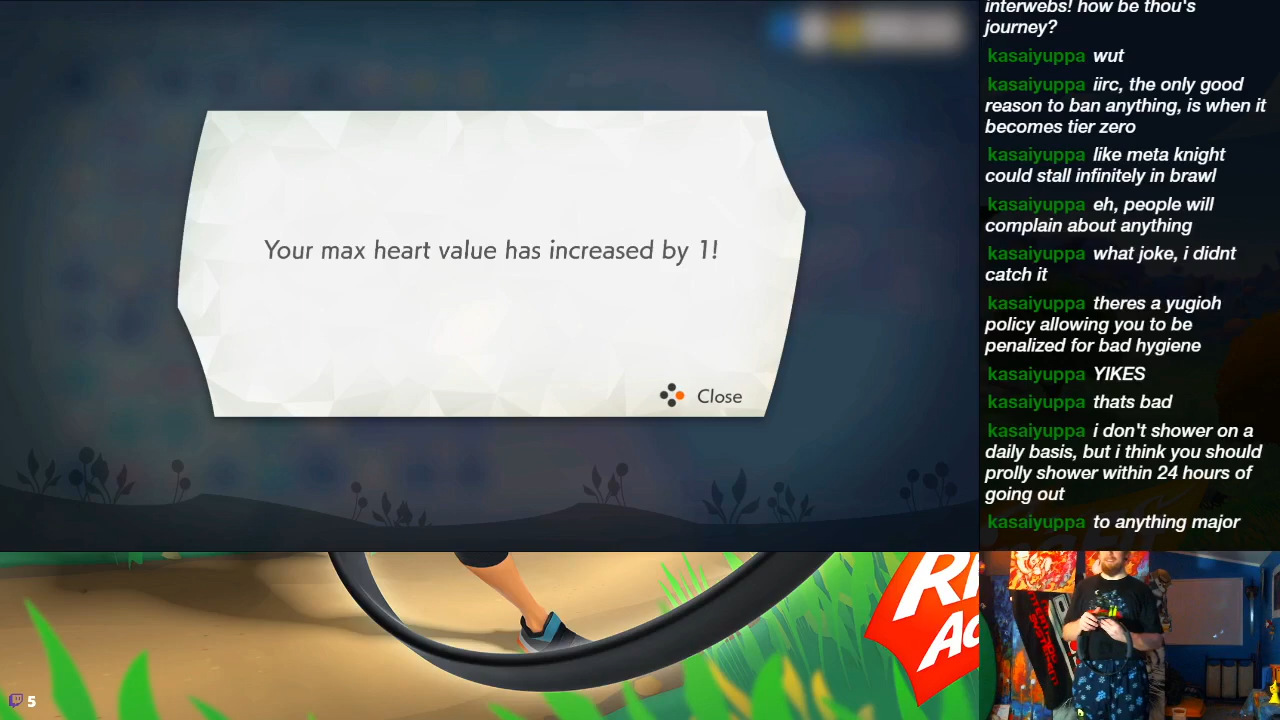 interwebs! how be thou's
journey?
kasaiyuppa wut
kasaiyuppa iirc, the only good
reason to ban anything, is when it
becomes tier zero
kasaiyuppa like meta knight
could stall infinitely in brawl
kasaiyuppa eh, people will
complain about anything
kasaiyuppa what joke, i didnt
catch it
kasaiyuppa theres a yugioh
policy allowing you to be
penalized for bad hygiene
kasaiyuppa YIKES
kasaiyuppa thats bad
kasaiyuppa i don't shower on a
daily basis, but i think you should
prolly shower within 24 hours of
going out
kasaiyuppa to anything major
Your max heart value has increased by 1!
Close
5